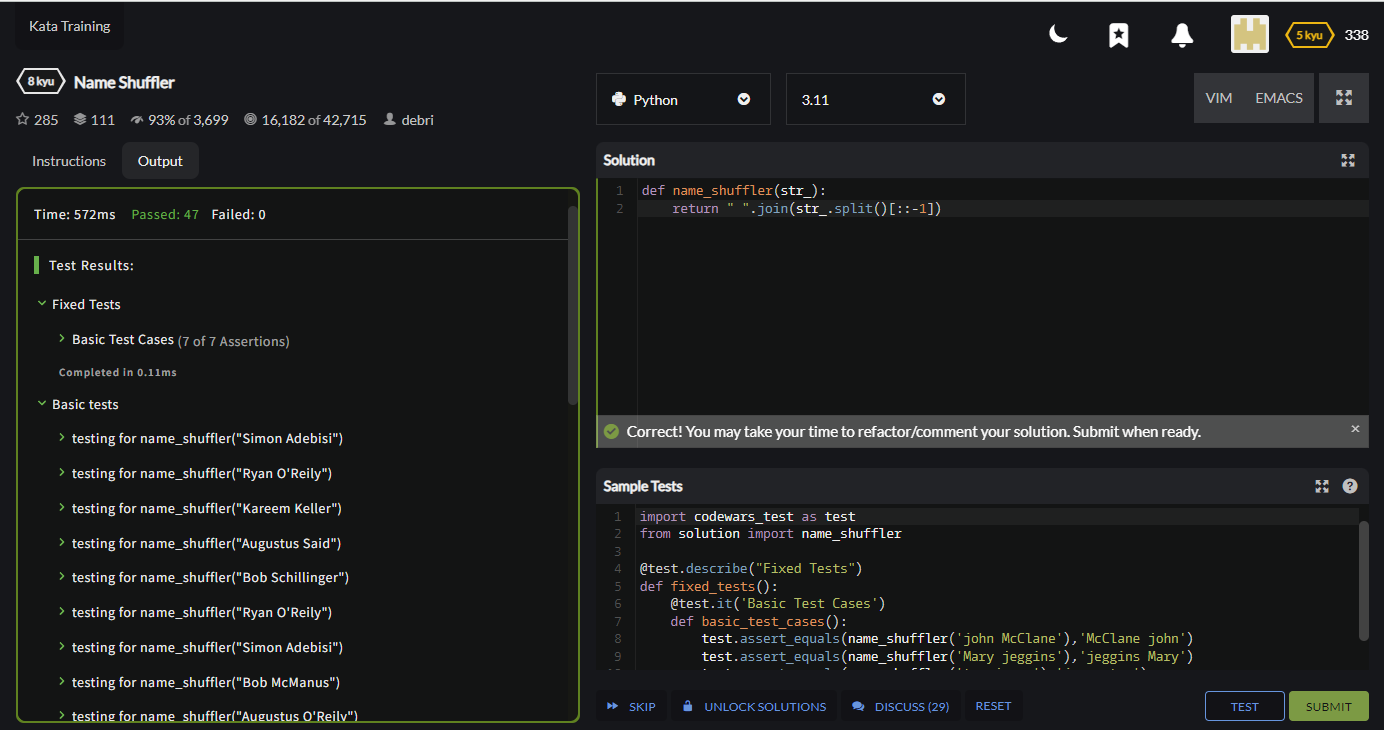 Kata Training
5 kyu 338
8 kyu Name Shuffler
285 111 93% of 3,699 16,182 of 42,715 debri
Instructions Output
Time: 572ms Passed: 47 Failed: 0
Test Results:
Fixed Tests
Basic Test Cases (7 of 7 Assertions)
Completed in 0.11ms
Basic tests
testing for name_shuffler("Simon Adebisi")
testing for name_shuffler("Ryan O'Reily")
testing for name_shuffler("Kareem Keller")
testing for name_shuffler("Augustus Said")
testing for name_shuffler("Bob Schillinger")
testing for name_shuffler("Ryan O'Reily")
testing for name_shuffler("Simon Adebisi")
testing for name_shuffler("Bob McManus")
testing for name_shuffler("Augustus O'Reily")
Python 3.11 VIM EMACS
Solution
1 def name_shuffler(str_):
2 return " ".join(str_.split()[::-1])
Correct! You may take your time to refactor/comment your solution. Submit when ready.
Sample Tests
1 import codewars_test as test
2 from solution import name_shuffler
3
4 @test.describe("Fixed Tests")
5 def fixed_tests():
6 @test.it('Basic Test Cases')
7 def basic_test_cases():
8 test.assert_equals(name_shuffler('john McClane'),'McClane john')
9 test.assert_equals(name_shuffler('Mary jeggins'),'jeggins Mary')
SKIP UNLOCK SOLUTIONS DISCUSS (29) RESET TEST SUBMIT